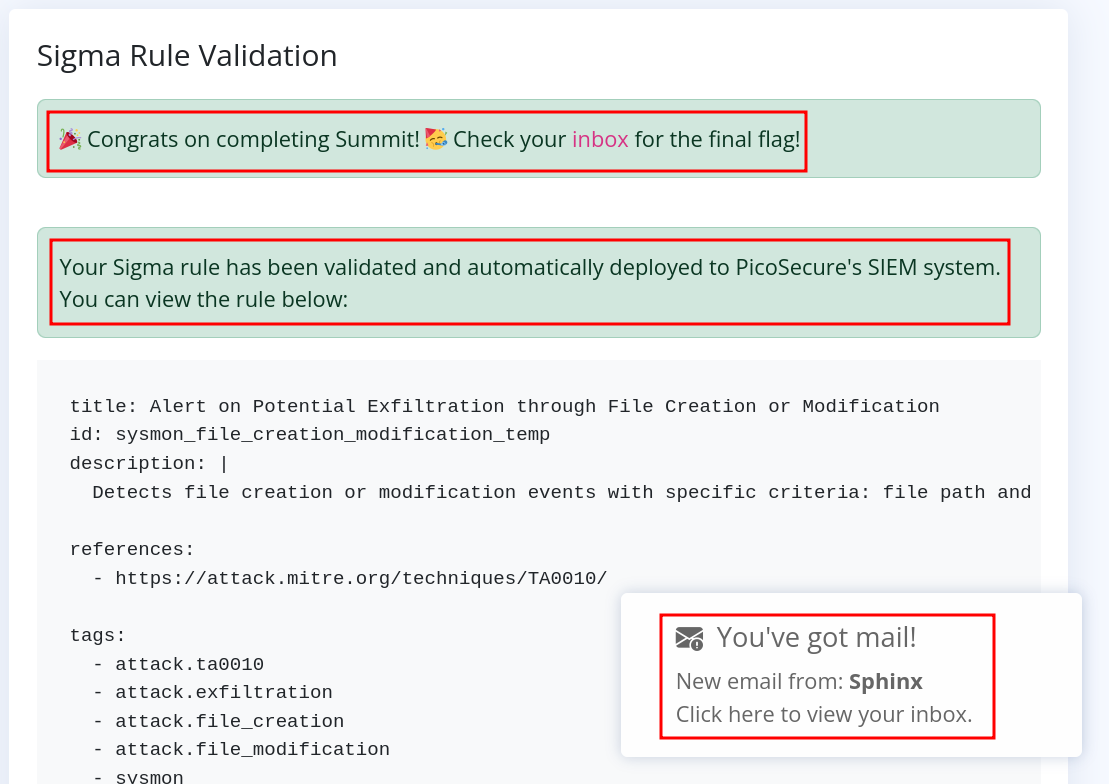 Sigma Rule Validation
🎉 Congrats on completing Summit! 🥳 Check your inbox for the final flag!
Your Sigma rule has been validated and automatically deployed to PicoSecure's SIEM system.
You can view the rule below:
title: Alert on Potential Exfiltration through File Creation or Modification
id: sysmon_file_creation_modification_temp
description: |
  Detects file creation or modification events with specific criteria: file path and
references:
  - https://attack.mitre.org/techniques/TA0010/
tags:
  - attack.ta0010
  - attack.exfiltration
  - attack.file_creation
  - attack.file_modification
  - sysmon
You've got mail!
New email from: Sphinx
Click here to view your inbox.